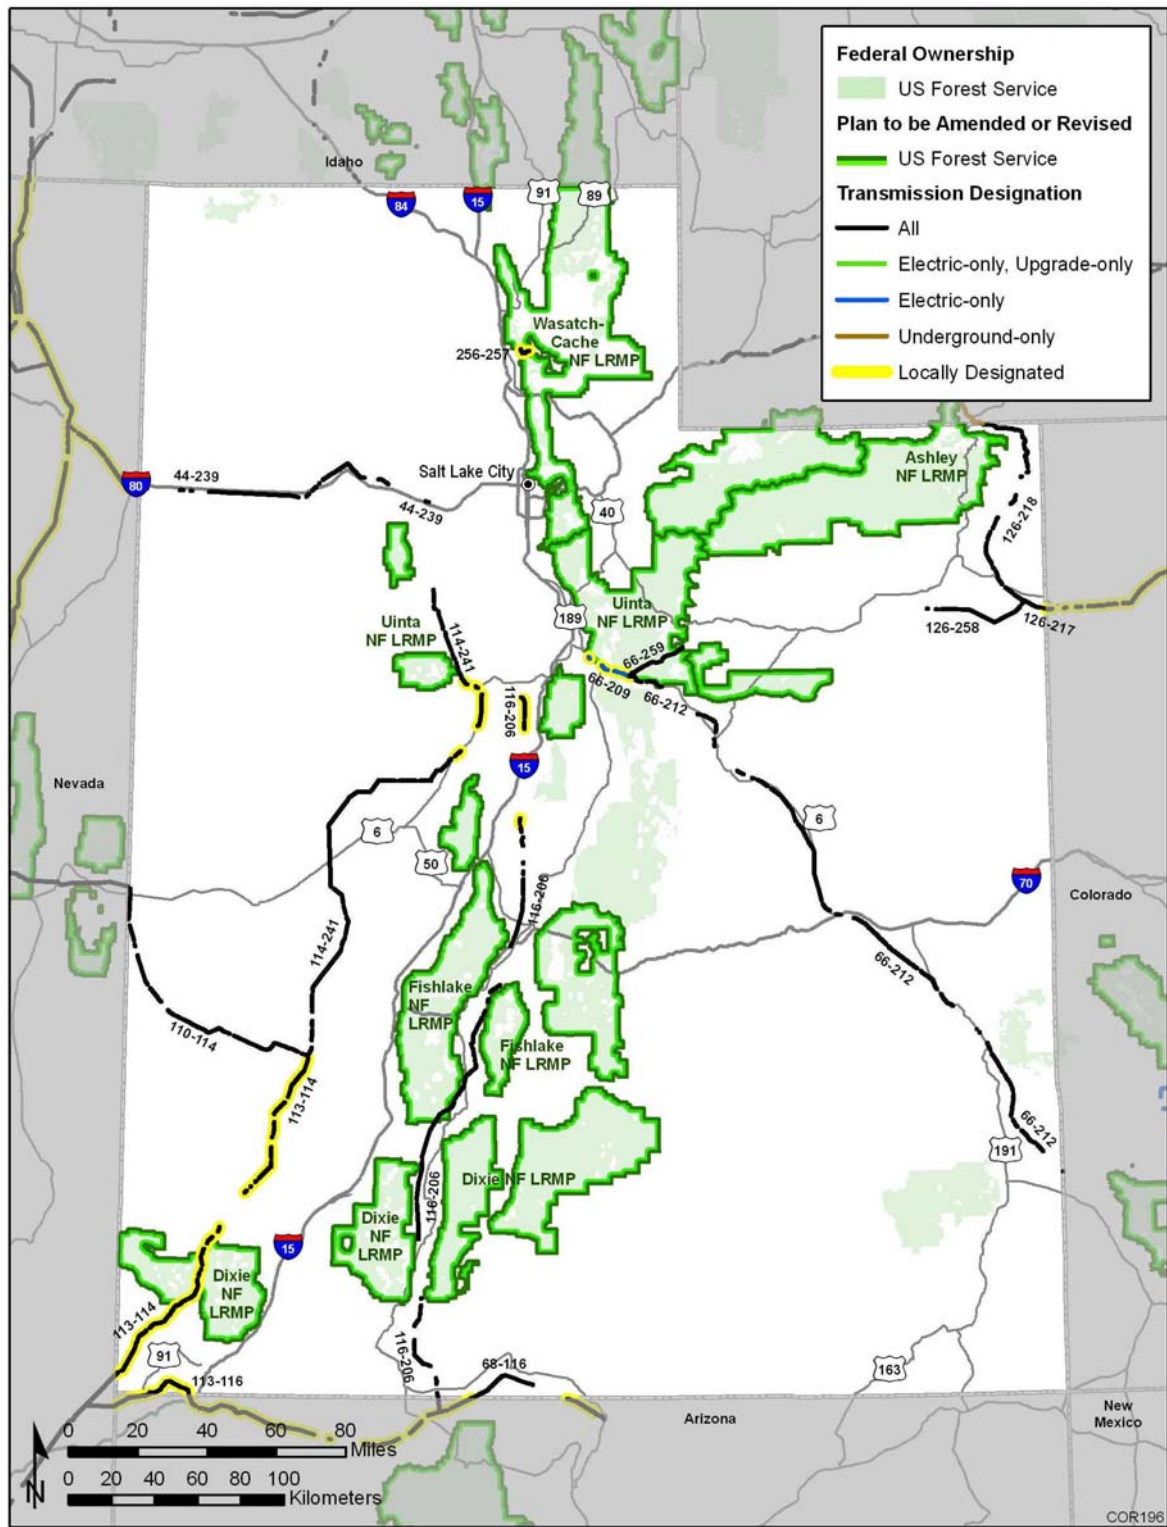 Federal Ownership
US Forest Service
Plan to be Amended or Revised
US Forest Service
Transmission Designation
All
Electric-only, Upgrade-only
Electric-only
Underground-only
Locally Designated
Idaho
84
15
91
89
Wasatch-
Cache
NF LRMP
256-257
Ashley
NF LRMP
Salt Lake City
80
44-239
44-239
40
126-218
Uinta
NF LRMP
189
Uinta
NF LRMP
126-258
126-217
114-241
66-259
66-209
66-212
116-206
15
Nevada
6
50
6
70
Colorado
116-206
114-241
66-212
Fishlake
NF
LRMP
110-114
Fishlake
NF LRMP
113-114
66-212
191
Dixie NF LRMP
116-206
Dixie
NF
LRMP
15
Dixie
NF
LRMP
113-114
91
116-206
68-116
163
113-116
Arizona
New
Mexico
0 20 40 60 80
Miles
0 20 40 60 80 100
Kilometers
N
COR196